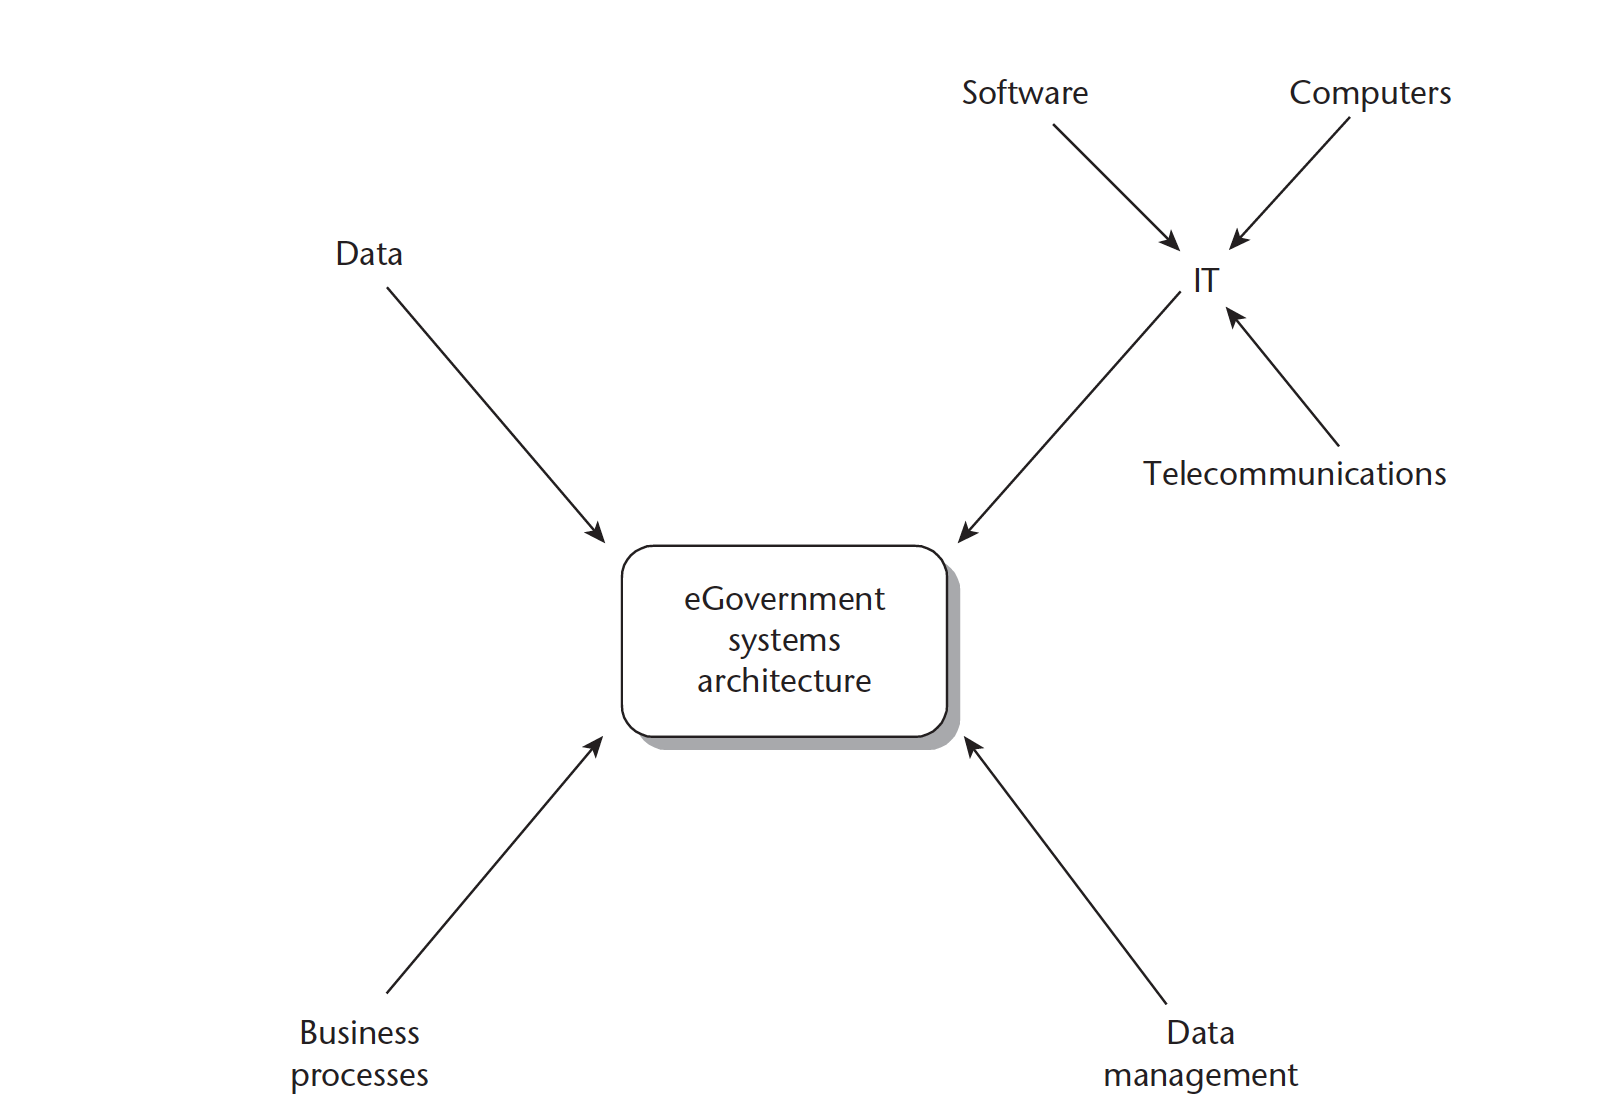 Software
Computers
Data
IT
Telecommunications
eGovernment
systems
architecture
Business
processes
Data
management